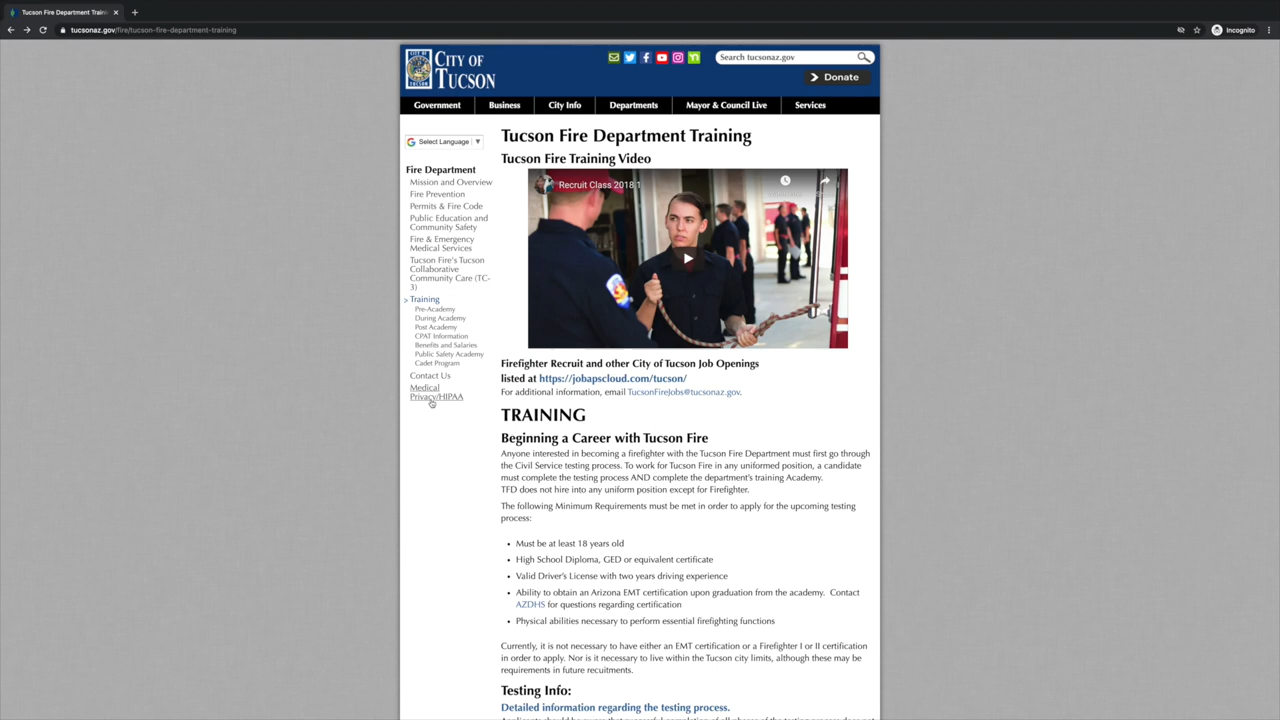 Tucson Fire Department Traini
tucsonaz.gov/fire/tucson-fire-department-training
Incognito
CITY OF TUCSON
Search tucsonaz.gov
Donate
Government
Business
City Info
Departments
Mayor & Council Live
Services
Select Language
Fire Department
Mission and Overview
Fire Prevention
Permits & Fire Code
Public Education and
Community Safety
Fire & Emergency
Medical Services
Tucson Fire's Tucson
Collaborative
Community Care (TC-
3)
Training
Pre-Academy
During Academy
Post Academy
CPAT Information
Benefits and Salaries
Public Safety Academy
Cadet Program
Contact Us
Medical
Privacy/HIPAA
Tucson Fire Department Training
Tucson Fire Training Video
Recruit Class 2018 1
Firefighter Recruit and other City of Tucson Job Openings
listed at https://jobapscloud.com/tucson/
For additional information, email TucsonFireJobs@tucsonaz.gov.
TRAINING
Beginning a Career with Tucson Fire
Anyone interested in becoming a firefighter with the Tucson Fire Department must first go through
the Civil Service testing process. To work for Tucson Fire in any uniformed position, a candidate
must complete the testing process AND complete the department's training Academy.
TFD does not hire into any uniform position except for Firefighter.
The following Minimum Requirements must be met in order to apply for the upcoming testing
process:
• Must be at least 18 years old
• High School Diploma, GED or equivalent certificate
• Valid Driver's License with two years driving experience
• Ability to obtain an Arizona EMT certification upon graduation from the academy. Contact
AZDHS for questions regarding certification
• Physical abilities necessary to perform essential firefighting functions
Currently, it is not necessary to have either an EMT certification or a Firefighter I or II certification
in order to apply. Nor is it necessary to live within the Tucson city limits, although these may be
requirements in future recuitments.
Testing Info:
Detailed information regarding the testing process.